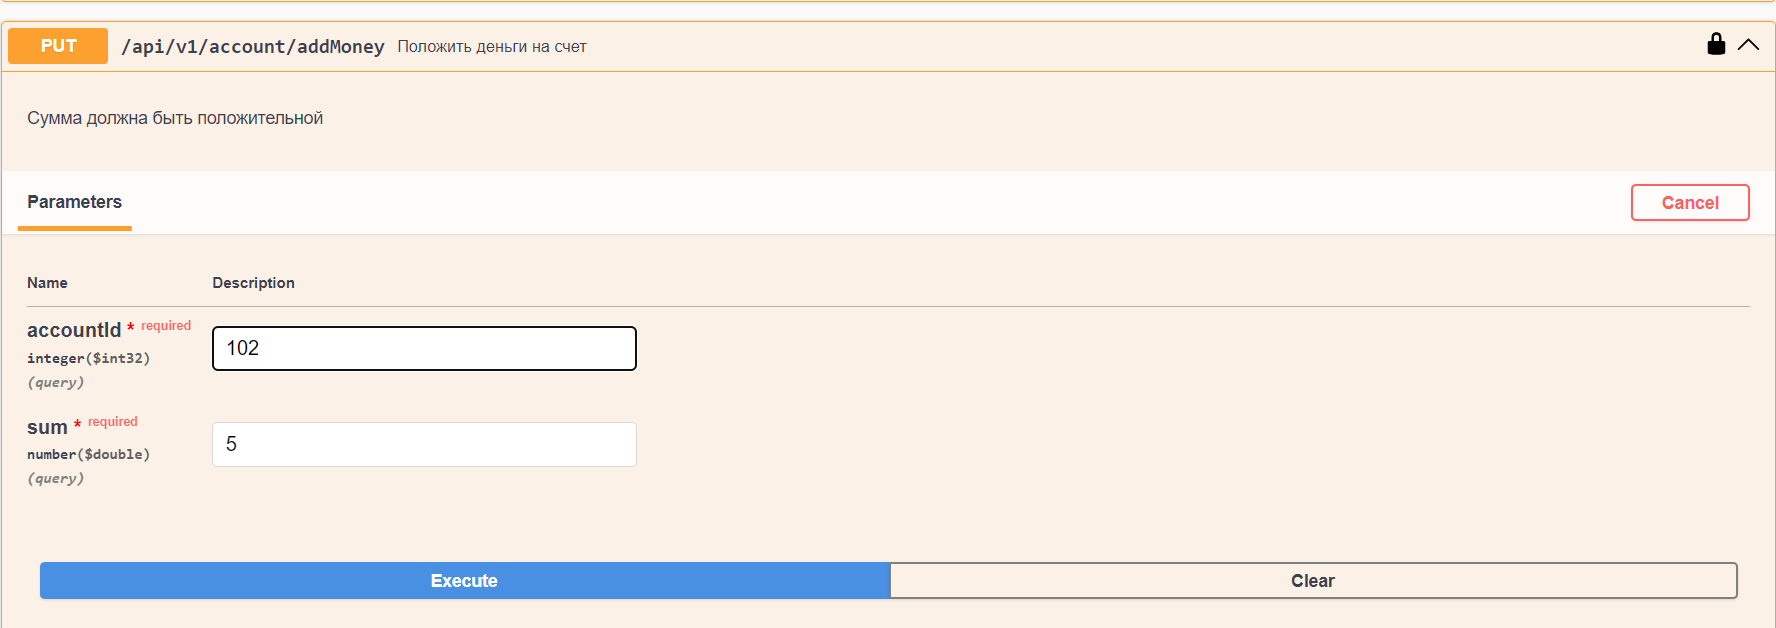 PUT /api/v1/account/addMoney Положить деньги на счет
Сумма должна быть положительной
Parameters
Cancel
Name Description
accountId * required
integer($int32)
(query)
102
sum * required
number($double)
(query)
5
Execute Clear